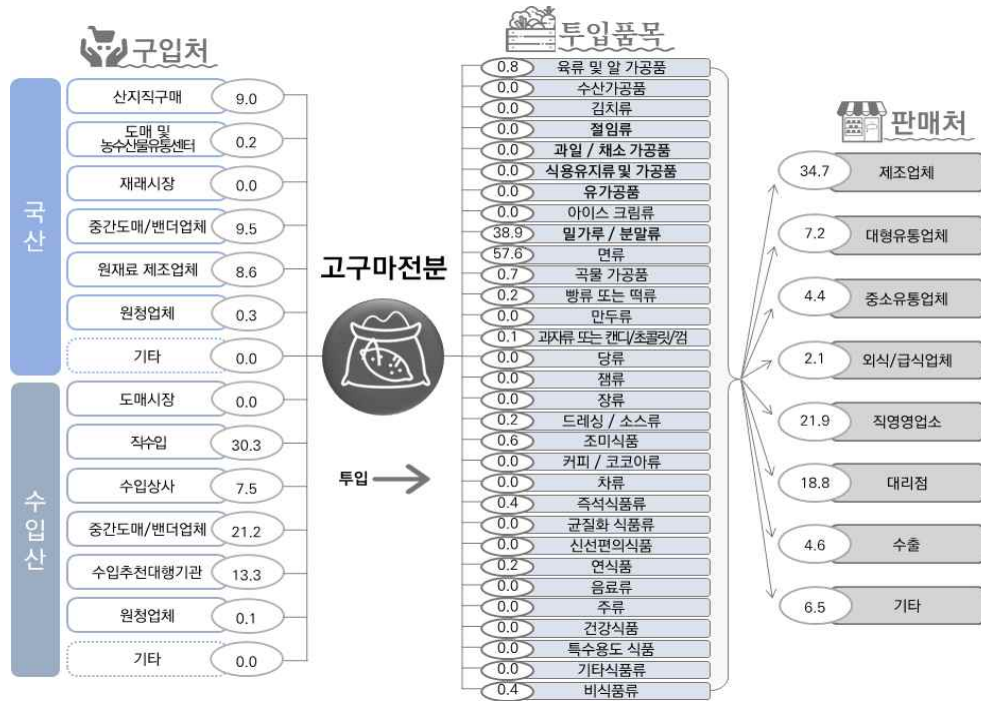 구입처
국산
산지직구매 9.0
도매 및
농수산물유통센터 0.2
재래시장 0.0
중간도매/밴더업체 9.5
원재료 제조업체 8.6
원청업체 0.3
기타 0.0
수입산
도매시장 0.0
직수입 30.3
수입상사 7.5
중간도매/밴더업체 21.2
수입추천대행기관 13.3
원청업체 0.1
기타 0.0
고구마전분
투입
투입품목
0.8 육류 및 알 가공품
0.0 수산가공품
0.0 김치류
0.0 절임류
0.0 과일 / 채소 가공품
0.0 식용유지류 및 가공품
0.0 유가공품
0.0 아이스 크림류
38.9 밀가루 / 분말류
57.6 면류
0.7 곡물 가공품
0.2 빵류 또는 떡류
0.0 만두류
0.1 과자류 또는 캔디/초콜릿/껌
0.0 당류
0.0 잼류
0.0 장류
0.2 드레싱 / 소스류
0.6 조미식품
0.0 커피 / 코코아류
0.0 차류
0.4 즉석식품류
0.0 균질화 식품류
0.0 신선편의식품
0.2 연식품
0.0 음료류
0.0 주류
0.0 건강식품
0.0 특수용도 식품
0.0 기타식품류
0.4 비식품류
판매처
34.7 제조업체
7.2 대형유통업체
4.4 중소유통업체
2.1 외식/급식업체
21.9 직영영업소
18.8 대리점
4.6 수출
6.5 기타